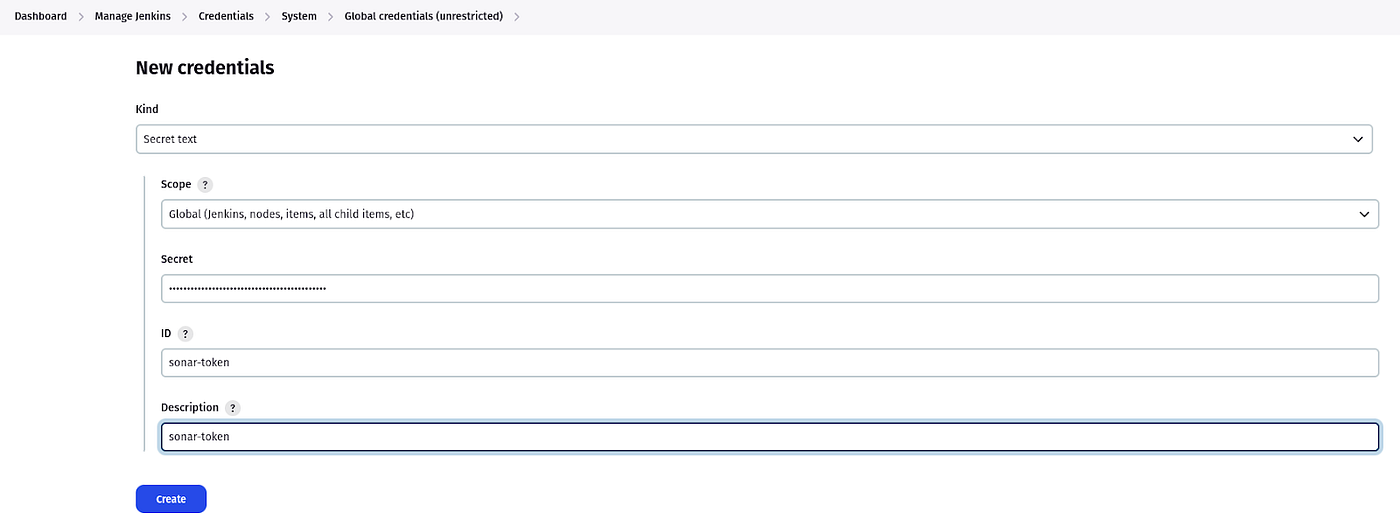 Dashboard > Manage Jenkins > Credentials > System > Global credentials (unrestricted) >
New credentials
Kind
Secret text
Scope ?
Global (Jenkins, nodes, items, all child items, etc)
Secret
••••••••••••••••••••••••••••••••••••••••••••
ID ?
sonar-token
Description ?
sonar-token
Create